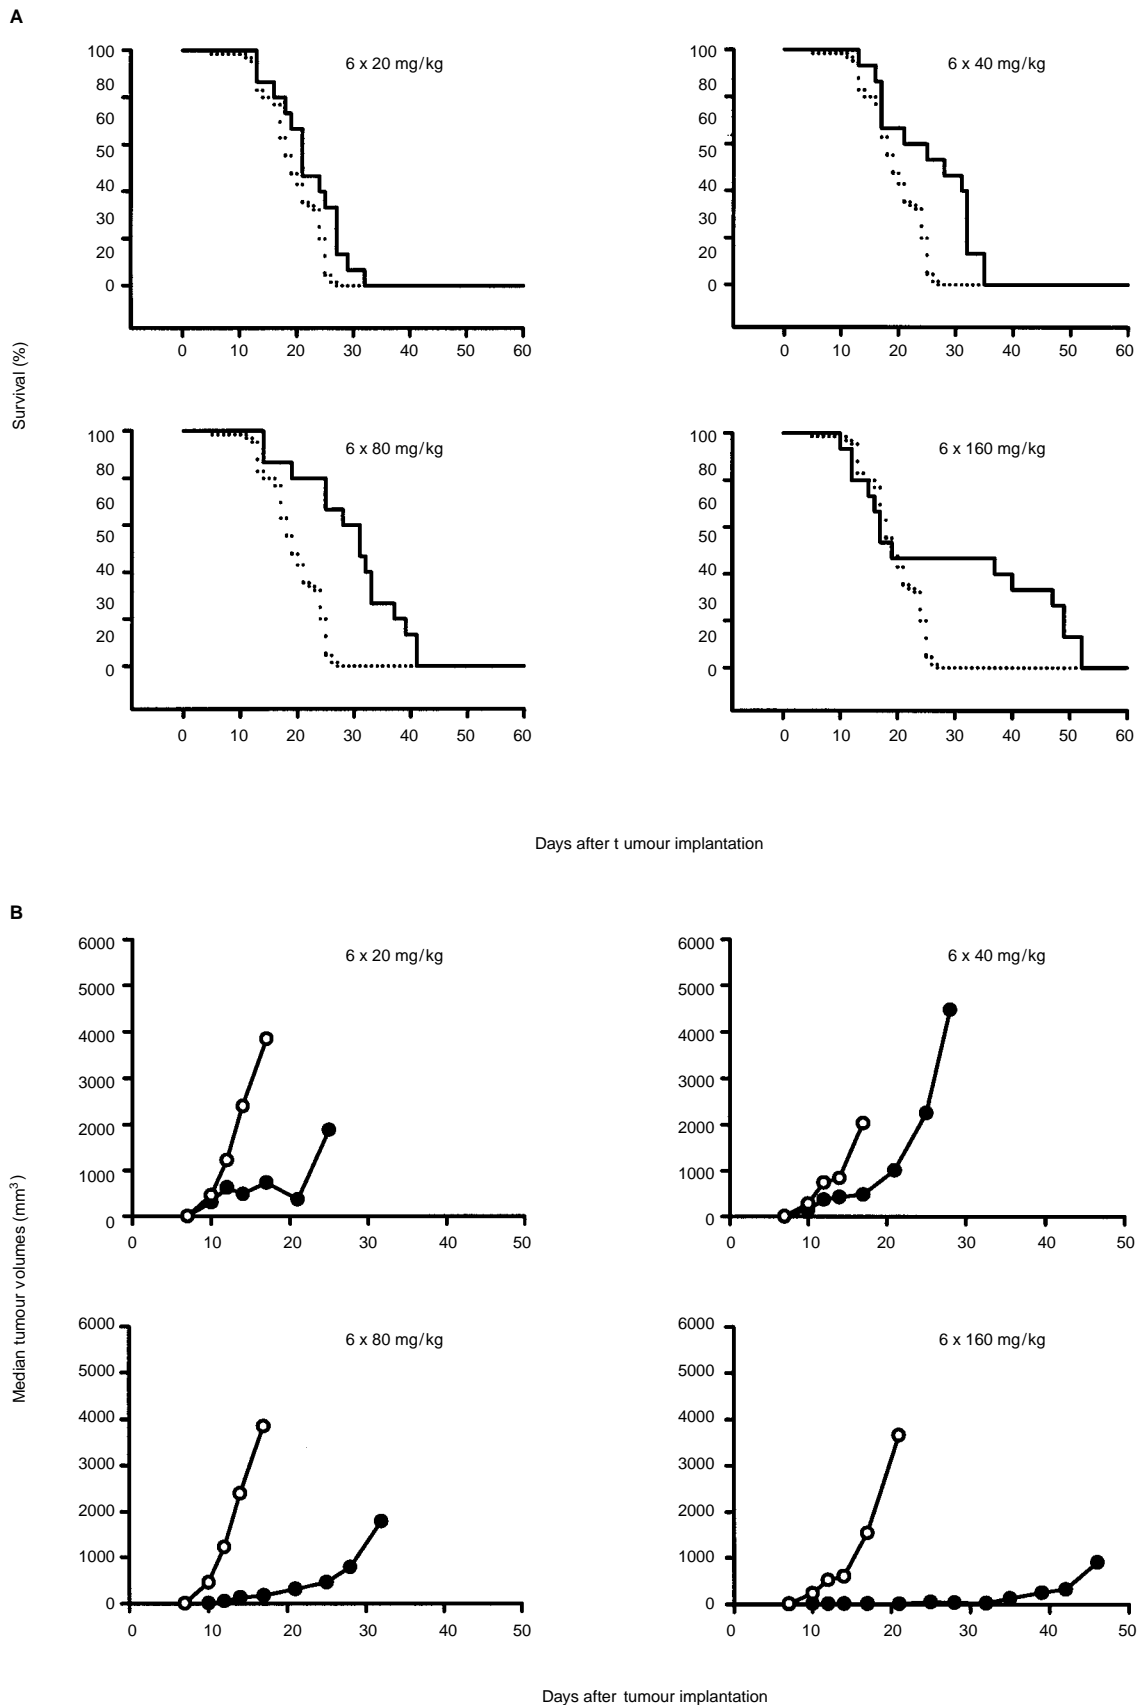 A
6 x 20 mg/kg
100
80
60
50
40
30
20
0
0 10 20 30 40 50 60
6 x 40 mg/kg
100
80
60
50
40
30
20
0
0 10 20 30 40 50 60
Survival (%)
6 x 80 mg/kg
100
80
60
50
40
30
20
0
0 10 20 30 40 50 60
6 x 160 mg/kg
100
80
60
50
40
30
20
0
0 10 20 30 40 50 60
Days after t umour implantation
B
6 x 20 mg/kg
6000
5000
4000
3000
2000
1000
0
0 10 20 30 40 50
6 x 40 mg/kg
6000
5000
4000
3000
2000
1000
0
0 10 20 30 40 50
Median tumour volumes (mm³)
6 x 80 mg/kg
6000
5000
4000
3000
2000
1000
0
0 10 20 30 40 50
6 x 160 mg/kg
6000
5000
4000
3000
2000
1000
0
0 10 20 30 40 50
Days after tumour implantation